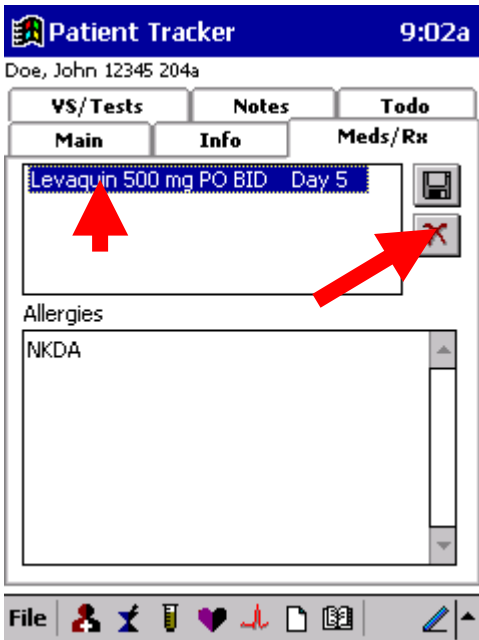 Patient Tracker 9:02a
Doe, John 12345 204a
VS/Tests Notes Todo
Main Info Meds/Rx
Levaquin 500 mg PO BID Day 5
Allergies
NKDA
File